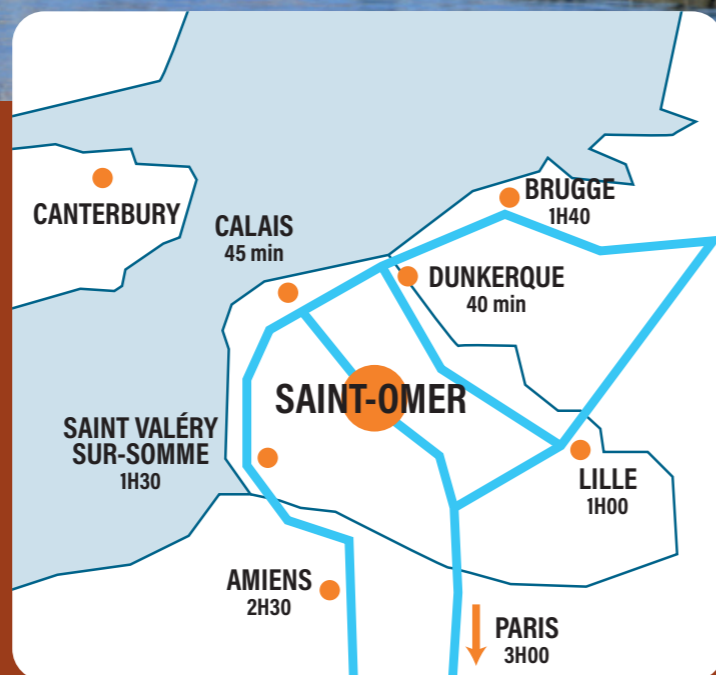 CANTERBURY
BRUGGE
1H40
CALAIS
45 min
DUNKERQUE
40 min
SAINT-OMER
SAINT VALÉRY
SUR-SOMME
1H30
LILLE
1H00
AMIENS
2H30
PARIS
3H00